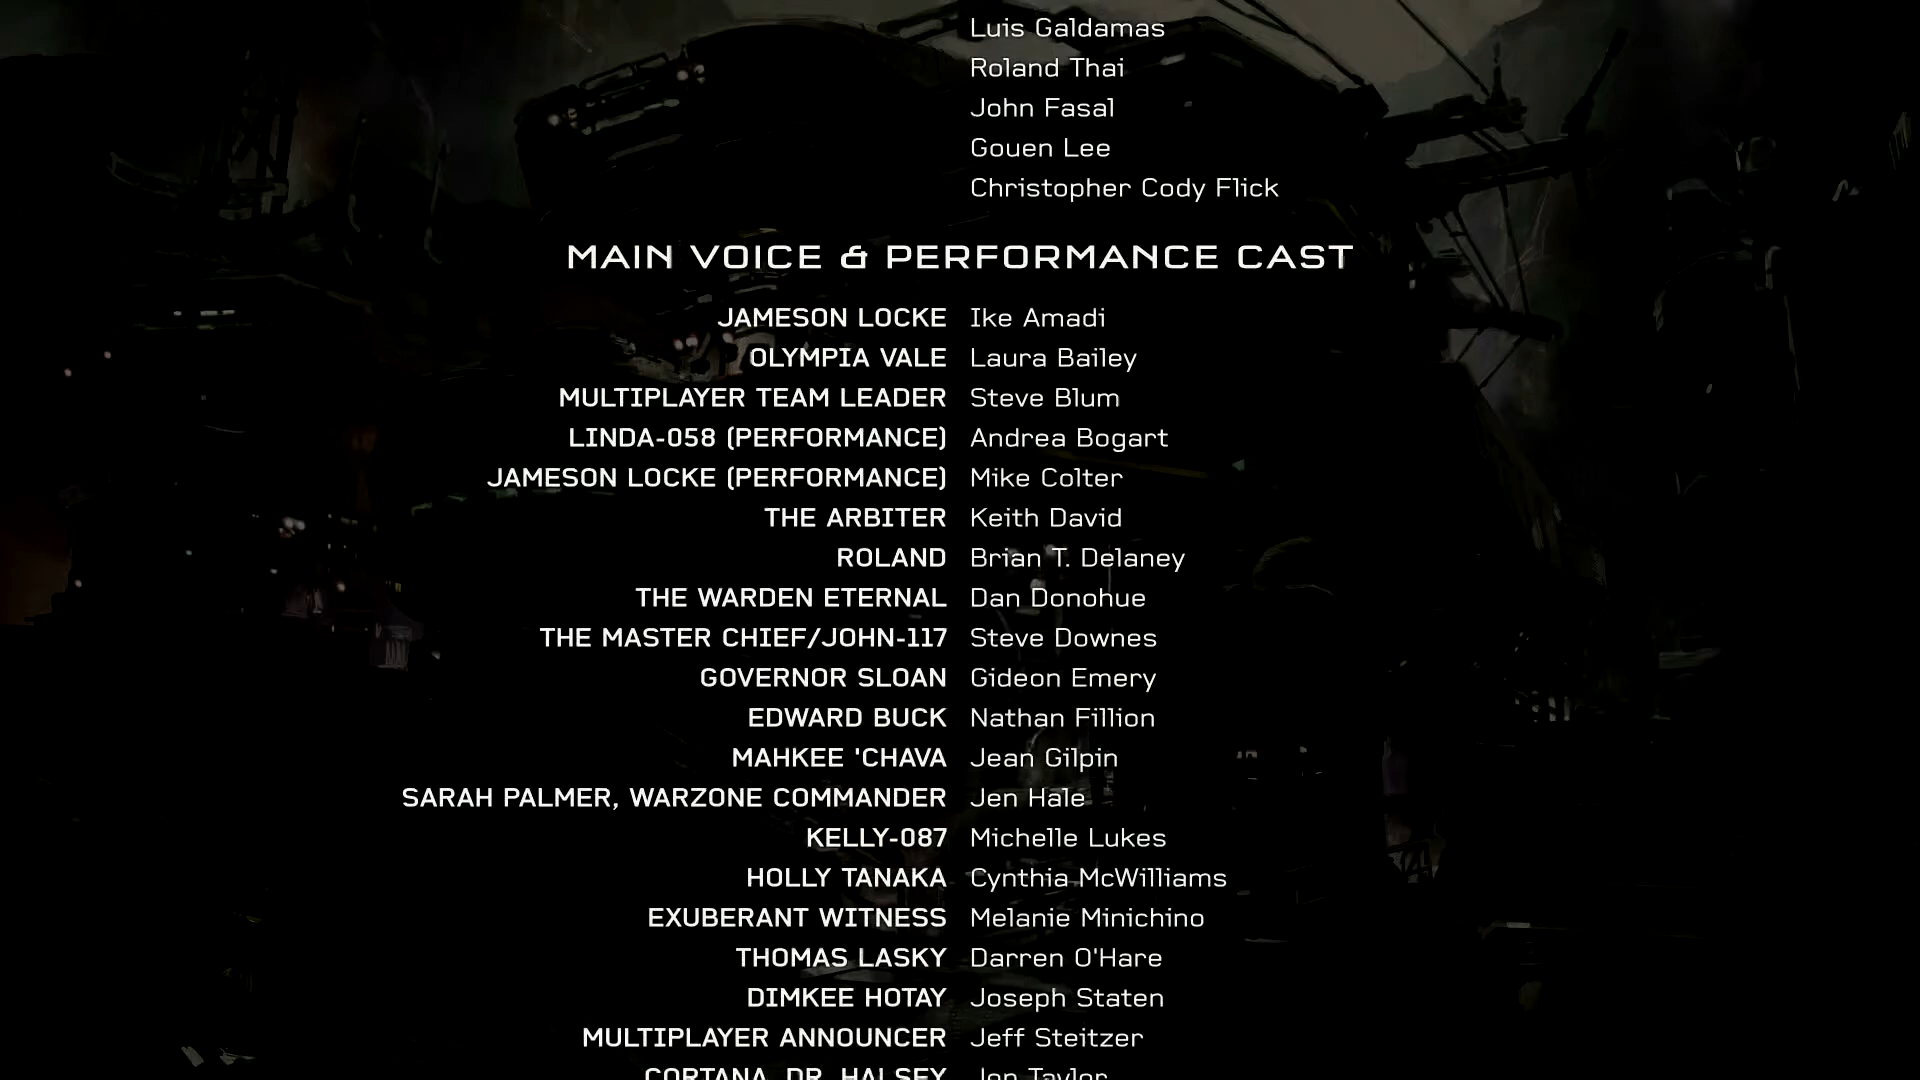 Luis Galdamas
Roland Thai
John Fasal
Gouen Lee
Christopher Cody Flick
MAIN VOICE & PERFORMANCE CAST
JAMESON LOCKE Ike Amadi
OLYMPIA VALE Laura Bailey
MULTIPLAYER TEAM LEADER Steve Blum
LINDA-058 (PERFORMANCE) Andrea Bogart
JAMESON LOCKE (PERFORMANCE) Mike Colter
THE ARBITER Keith David
ROLAND Brian T. Delaney
THE WARDEN ETERNAL Dan Donohue
THE MASTER CHIEF/JOHN-117 Steve Downes
GOVERNOR SLOAN Gideon Emery
EDWARD BUCK Nathan Fillion
MAHKEE 'CHAVA Jean Gilpin
SARAH PALMER, WARZONE COMMANDER Jen Hale
KELLY-087 Michelle Lukes
HOLLY TANAKA Cynthia McWilliams
EXUBERANT WITNESS Melanie Minichino
THOMAS LASKY Darren O'Hare
DIMKEE HOTAY Joseph Staten
MULTIPLAYER ANNOUNCER Jeff Steitzer
CORTANA, DR. HALSEY Jen Taylor